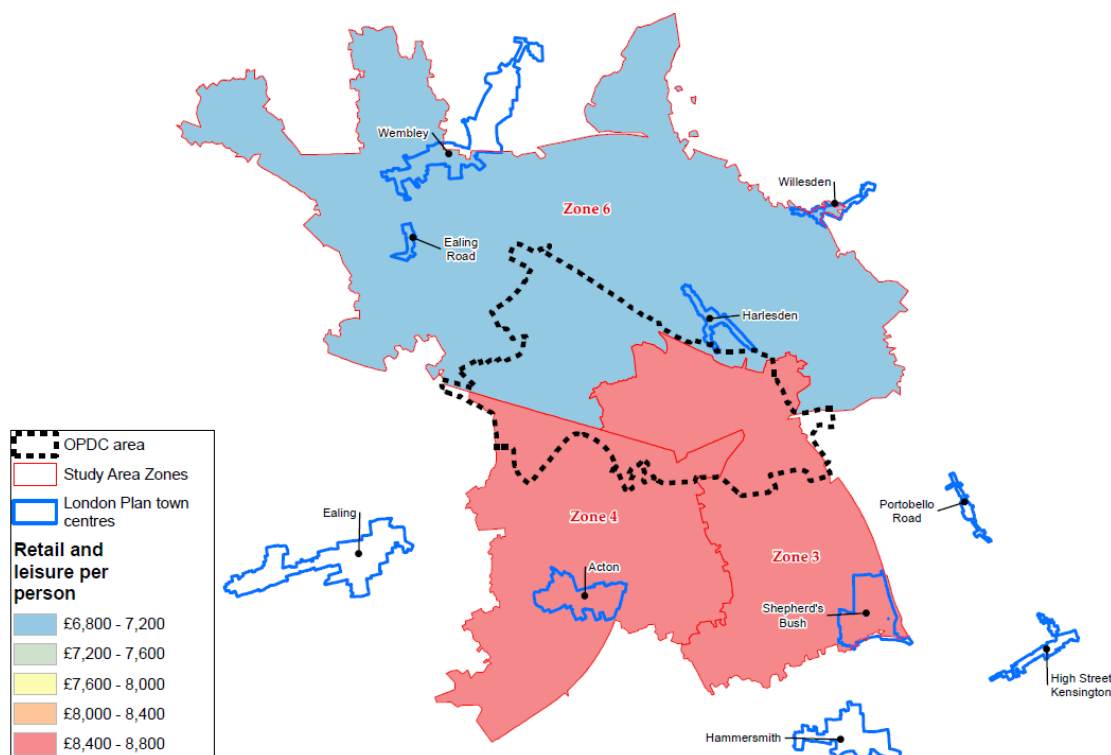 Wembley
Willesden
Zone 6
Ealing
Road
Harlesden
OPDC area
Study Area Zones
London Plan town
centres
Retail and
leisure per
person
£6,800 - 7,200
£7,200 - 7,600
£7,600 - 8,000
£8,000 - 8,400
£8,400 - 8,800
Ealing
Zone 4
Acton
Zone 3
Shepherd's
Bush
Portobello
Road
High Street
Kensington
Hammersmith